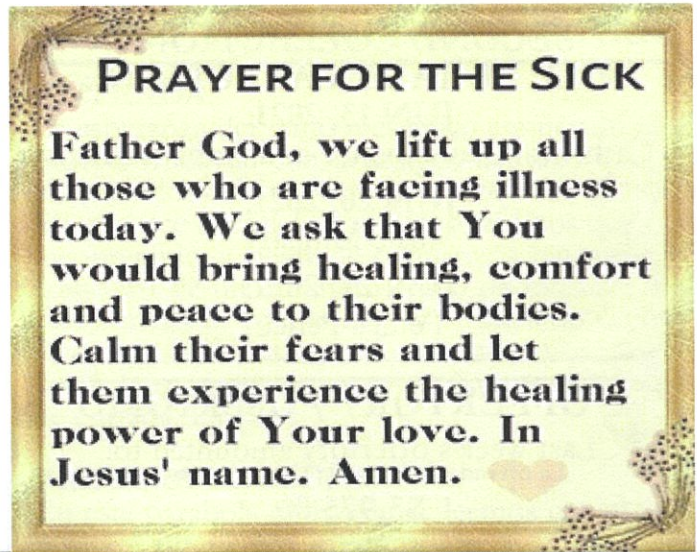 PRAYER FOR THE SICK
Father God, we lift up all
those who are facing illness
today. We ask that You
would bring healing, comfort
and peace to their bodies.
Calm their fears and let
them experience the healing
power of Your love. In
Jesus' name. Amen.